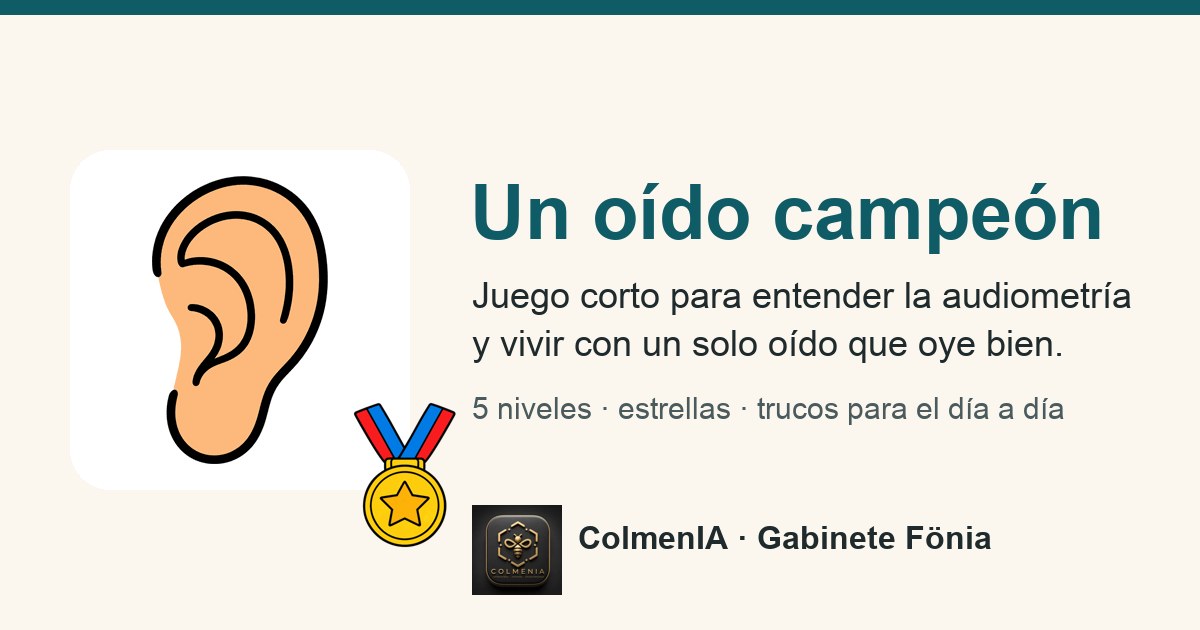 Un oído campeón
Juego corto para entender la audiometría
y vivir con un solo oído que oye bien.
5 niveles · estrellas · trucos para el día a día
COLMENIA
ColmenIA · Gabinete Fönia